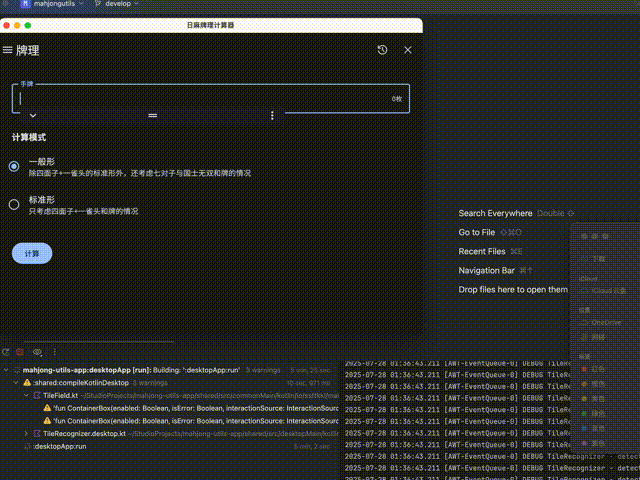 mahjongutils
develop
日麻牌理计算器
牌理
手牌
0枚
计算模式
一般形
除四面子+一雀头的标准形外，还考虑七对子与国士无双和牌的情况
标准形
只考虑四面子+一雀头和牌的情况
计算
Search Everywhere Double
Go to File
Recent Files ⌘E
Navigation Bar ⌘↑
Drop files here to open them
下载
iCloud
iCloud 云盘
位置
OneDrive
网络
标签
红色
橙色
黄色
绿色
蓝色
紫色
mahjong-utils-app:desktopApp [run]: Building ':desktopApp:run' 3 warnings 5 min, 25 sec
:shared:compileKotlinDesktop 3 warnings 10 sec, 971 ms
TileField.kt ~/StudioProjects/mahjong-utils-app/shared/src/commonMain/kotlin/io/ssttkkl/mah
'fun ContainerBox(enabled: Boolean, isError: Boolean, interactionSource: InteractionSour
'fun ContainerBox(enabled: Boolean, isError: Boolean, interactionSource: InteractionSour
TileRecognizer.desktop.kt ~/StudioProjects/mahjong-utils-app/shared/src/desktopMain/kotlin
:desktopApp:run 5 min, 2 sec
2025-07-28 01:36:43.211 [AWT-EventQueue-0] DEBUG TileRe
2025-07-28 01:36:43.211 [AWT-EventQueue-0] DEBUG TileRe
2025-07-28 01:36:43.211 [AWT-EventQueue-0] DEBUG TileRe
2025-07-28 01:36:43.211 [AWT-EventQueue-0] DEBUG TileRe
2025-07-28 01:36:43.211 [AWT-EventQueue-0] DEBUG TileRe
2025-07-28 01:36:43.211 [AWT-EventQueue-0] DEBUG TileRe
2025-07-28 01:36:43.211 [AWT-EventQueue-0] DEBUG TileRe
2025-07-28 01:36:43.211 [AWT-EventQueue-0] DEBUG TileRecognizer - detect
2025-07-28 01:36:43.211 [AWT-EventQueue-0] DEBUG TileRecognizer - detect
2025-07-28 01:36:43.211 [AWT-EventQueue-0] DEBUG TileRecognizer - detect